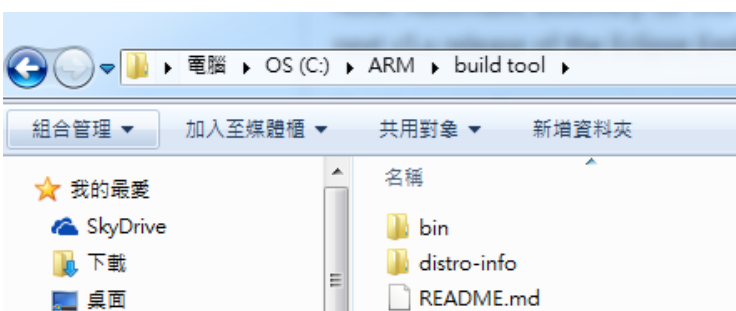 電腦 OS (C:) ARM build tool
組合管理 加入至媒體櫃 共用對象 新增資料夾
我的最愛
SkyDrive
下載
桌面
名稱
bin
distro-info
README.md